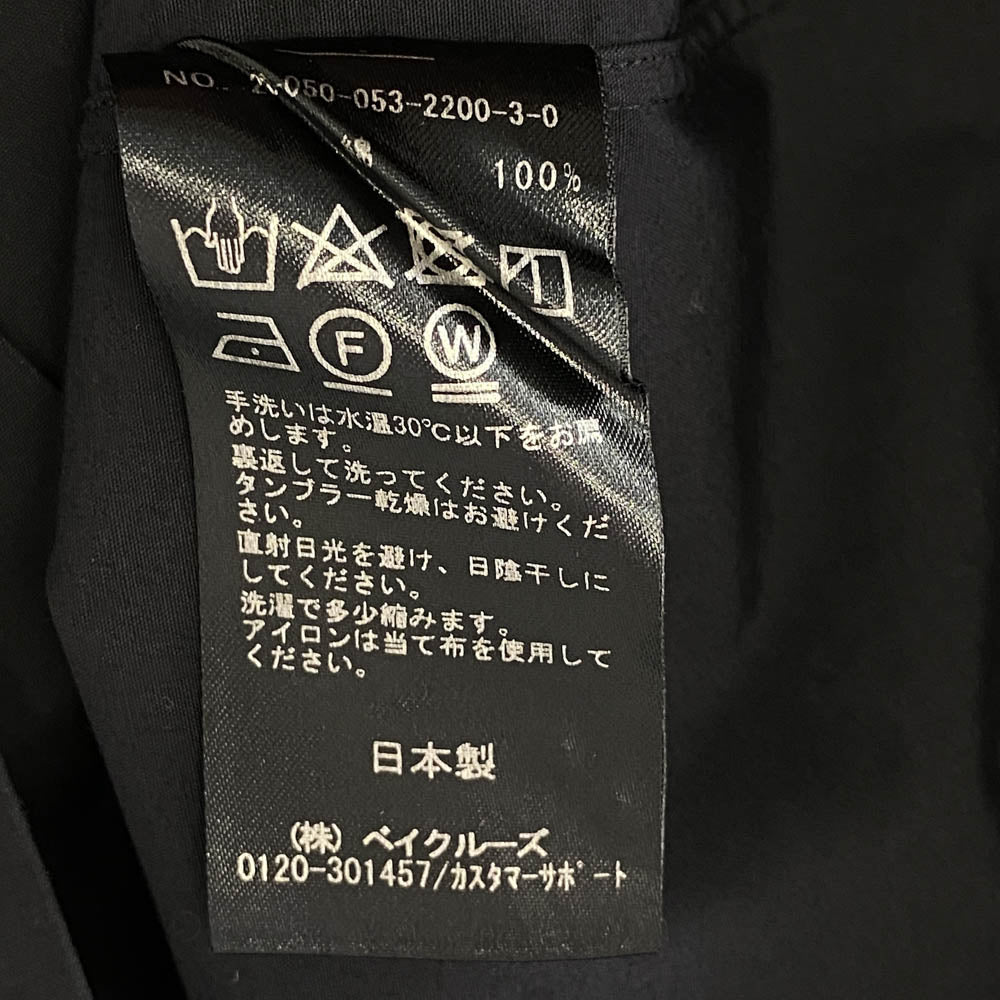 NO. 2 -050-053-2200-3-0
綿 100%
F W
手洗いは水温30℃以下をお薦
めします。
裏返して洗ってください。
タンブラー乾燥はお避けくだ
さい。
直射日光を避け、日陰干しに
してください。
洗濯で多少縮みます。
アイロンは当て布を使用して
ください。
日本製
(株) ベイクルーズ
0120-301457/カスタマーサポート